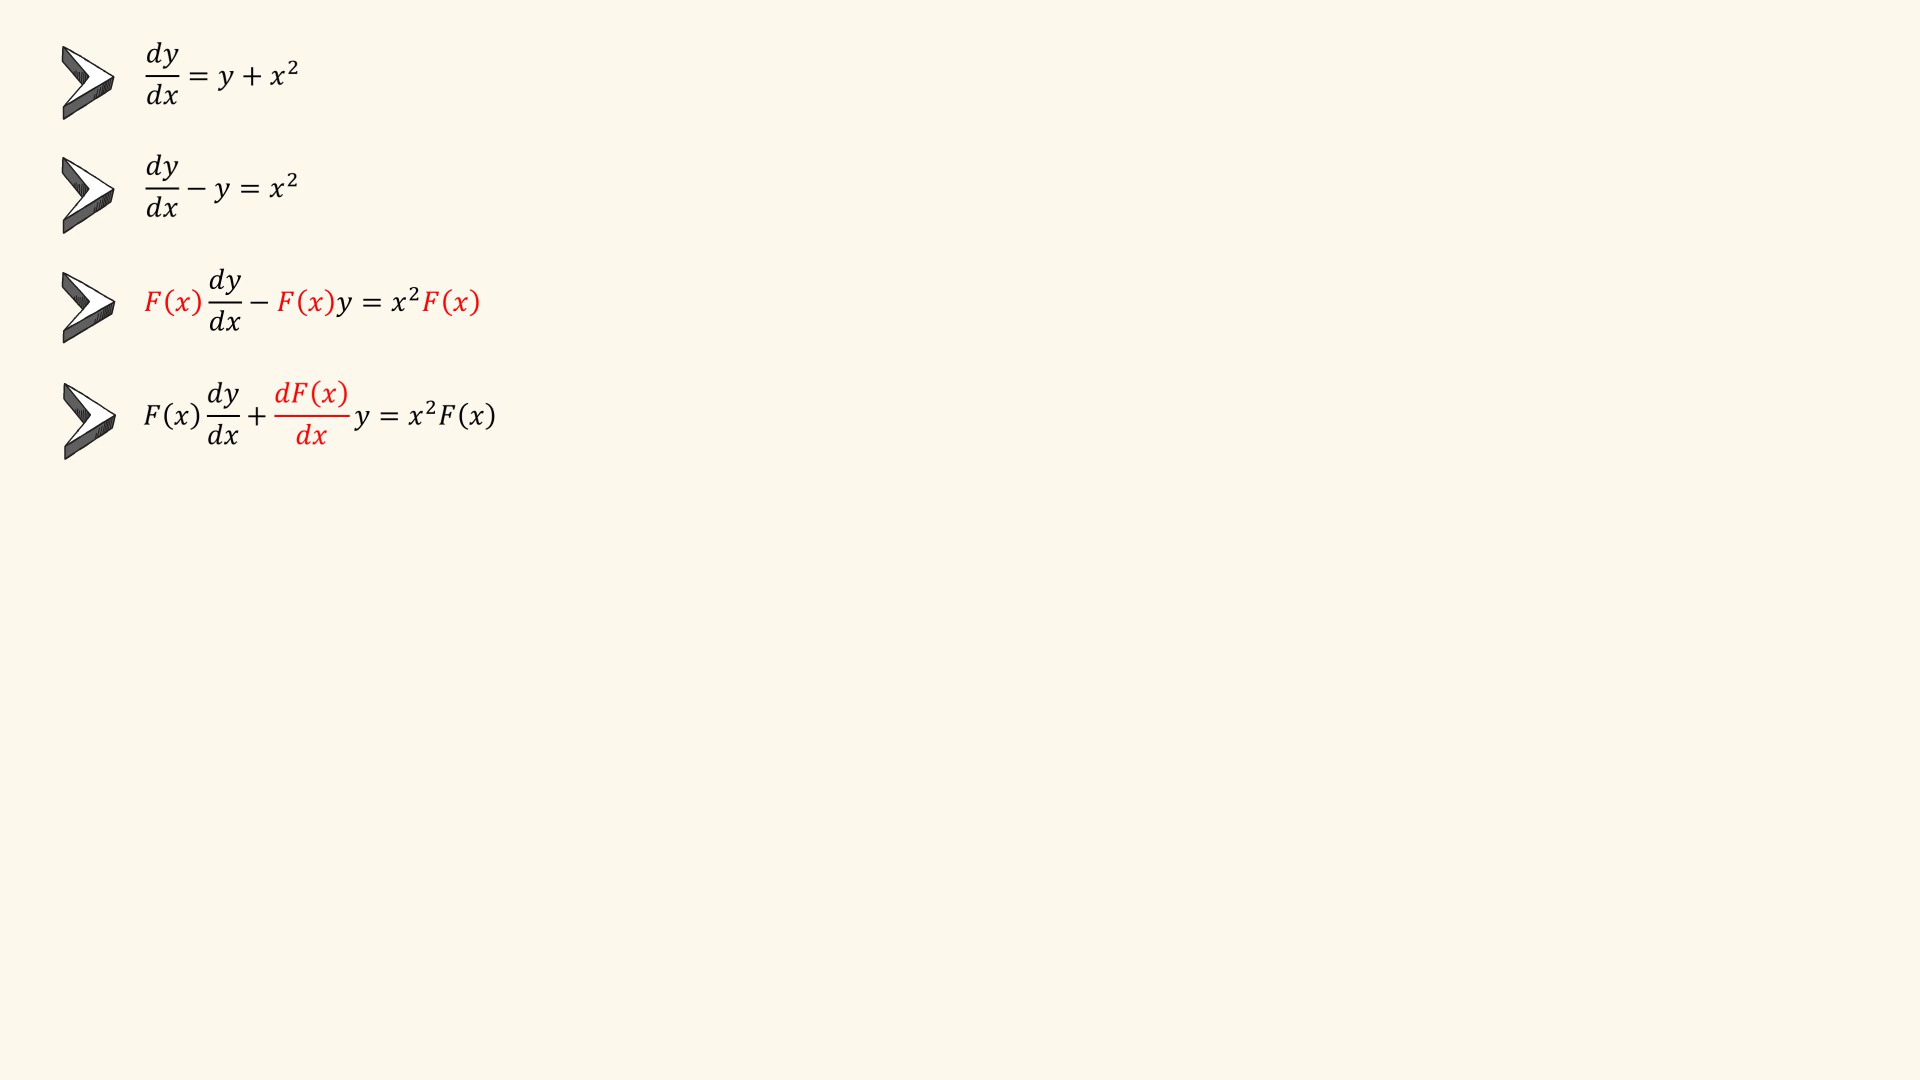 dy/dx = y + x²
dy/dx − y = x²
F(x) dy/dx − F(x)y = x²F(x)
F(x) dy/dx + dF(x)/dx y = x²F(x)